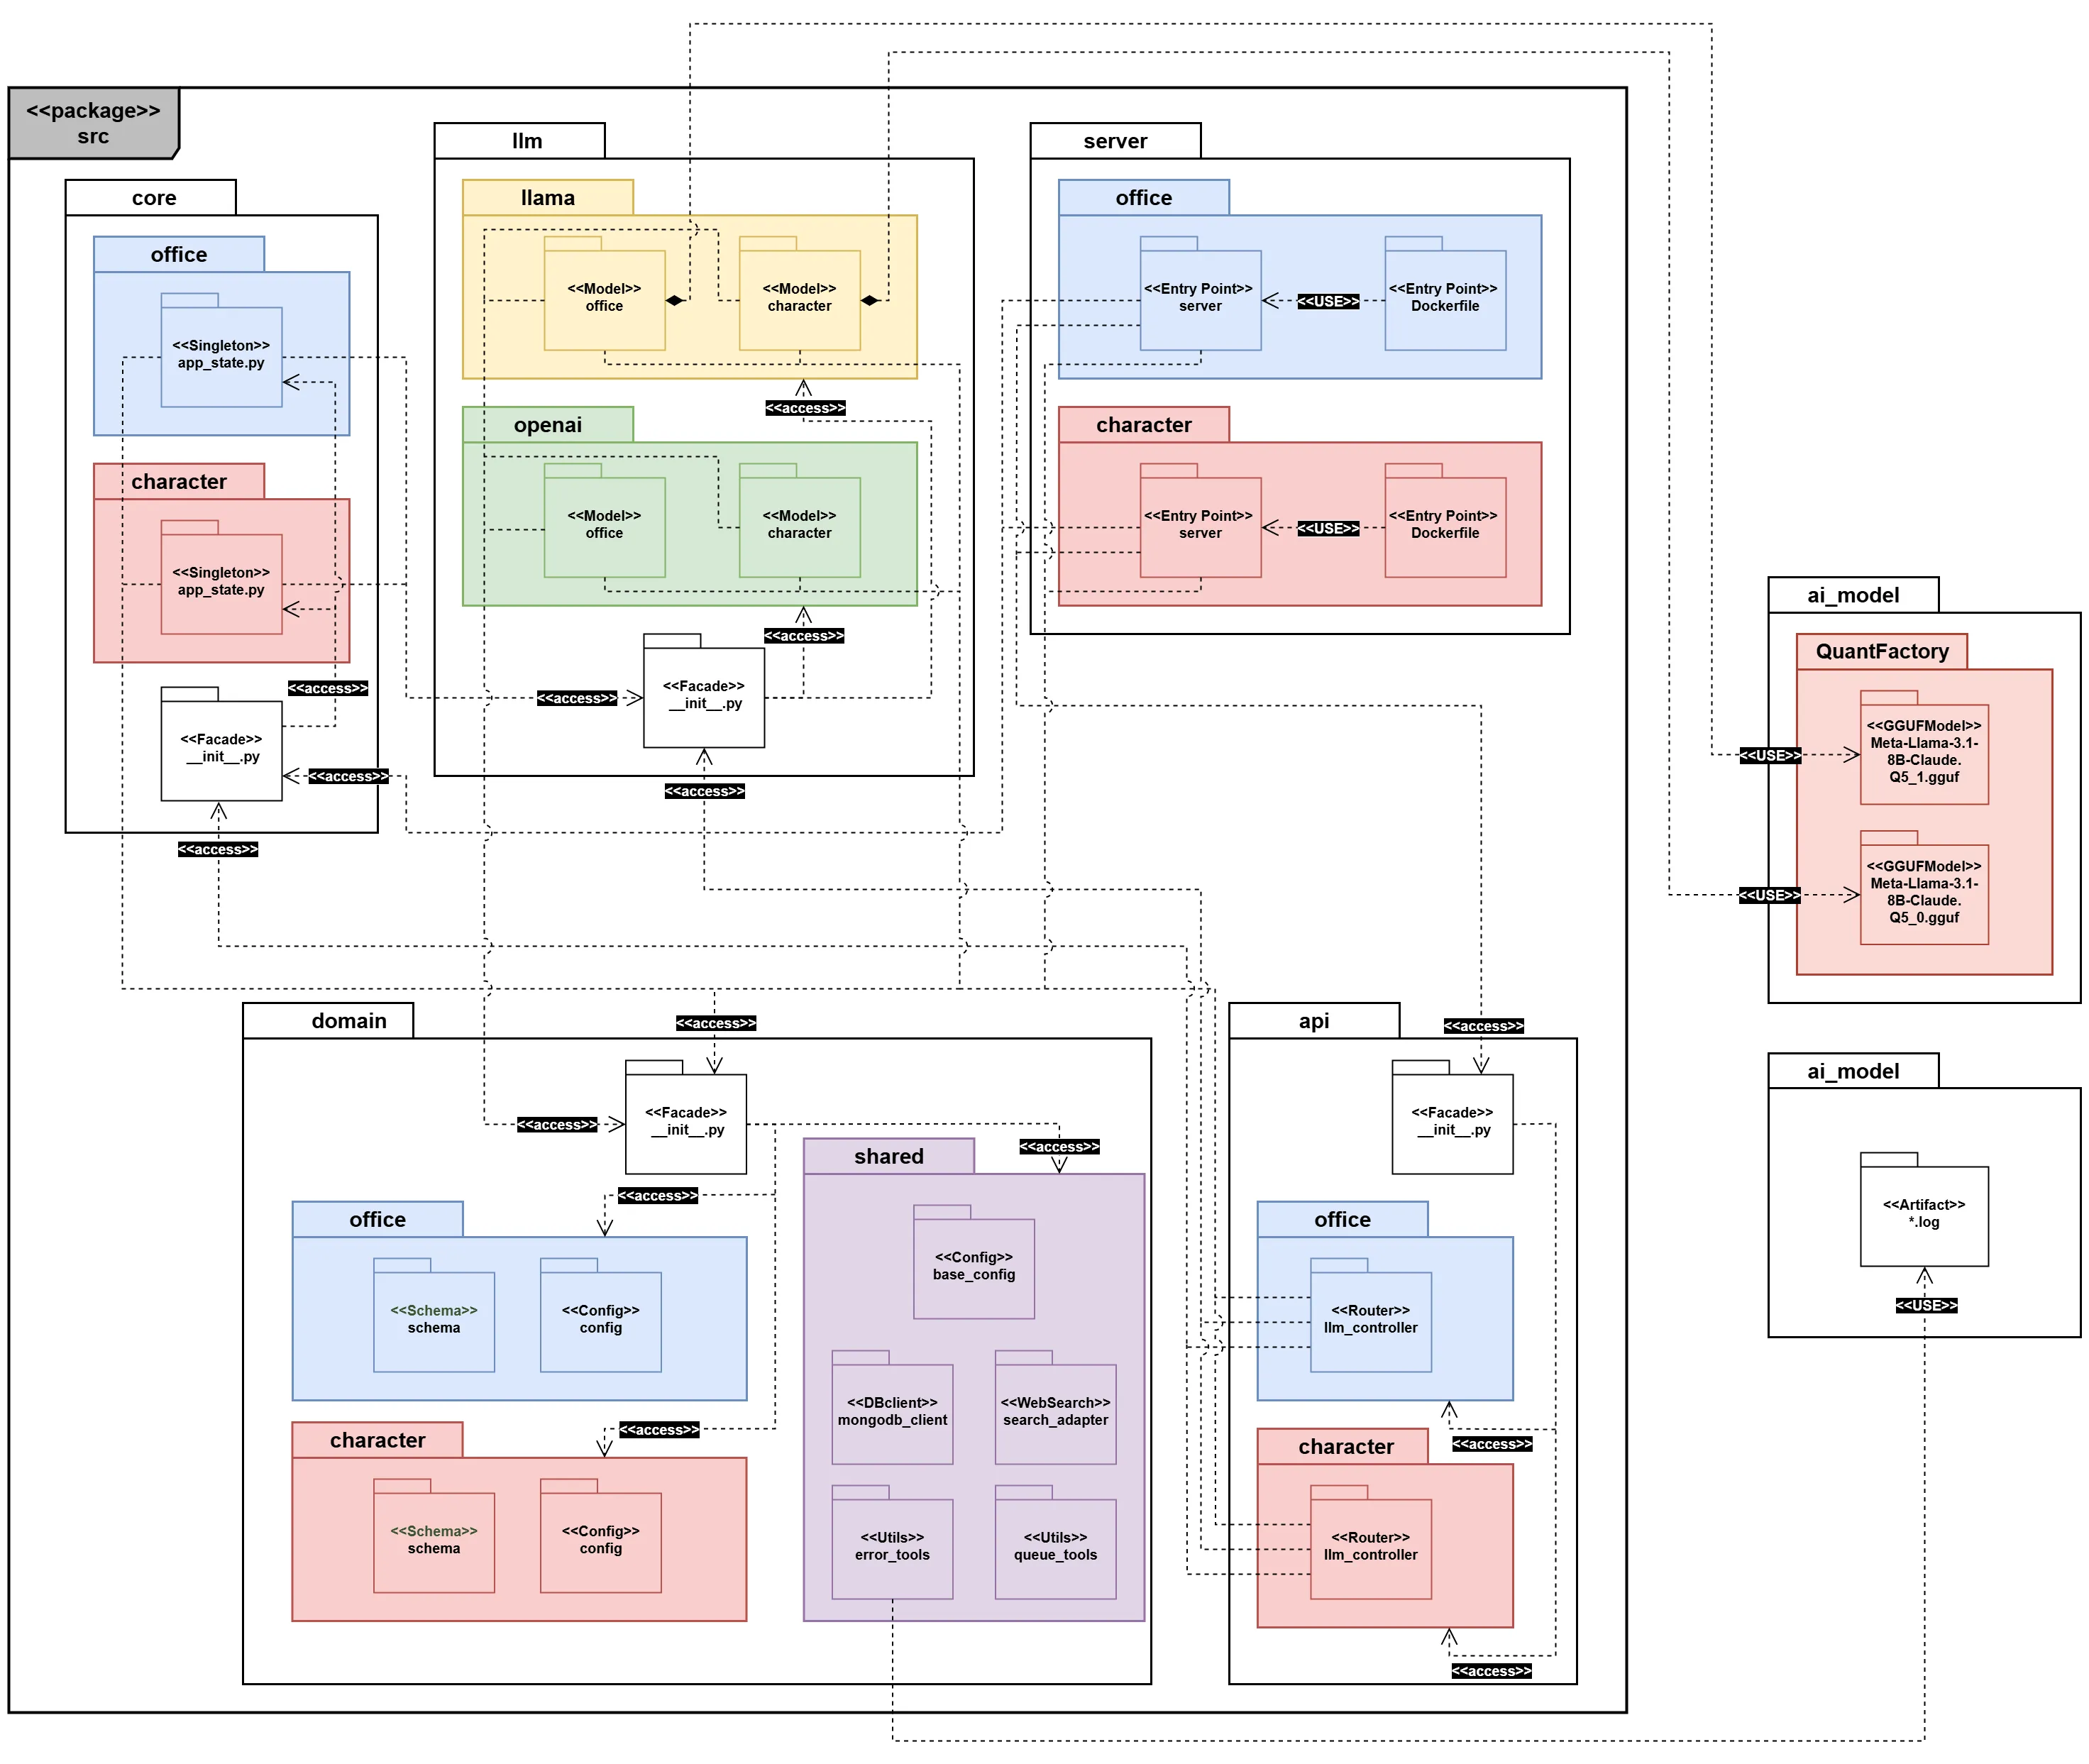 <<package>>
src
core
office
<<Singleton>>
app_state.py
character
<<Singleton>>
app_state.py
<<access>>
<<Facade>>
__init__.py
<<access>>
<<access>>
llm
llama
<<Model>>
office
<<Model>>
character
<<access>>
openai
<<Model>>
office
<<Model>>
character
<<access>>
<<access>>
<<Facade>>
__init__.py
<<access>>
server
office
<<Entry Point>>
server
<<USE>>
<<Entry Point>>
Dockerfile
character
<<Entry Point>>
server
<<USE>>
<<Entry Point>>
Dockerfile
ai_model
QuantFactory
<<USE>>
<<GGUFModel>>
Meta-Llama-3.1-
8B-Claude.
Q5_1.gguf
<<USE>>
<<GGUFModel>>
Meta-Llama-3.1-
8B-Claude.
Q5_0.gguf
domain
<<access>>
<<access>>
<<Facade>>
__init__.py
<<access>>
<<access>>
office
<<Schema>>
schema
<<Config>>
config
<<access>>
character
<<Schema>>
schema
<<Config>>
config
shared
<<Config>>
base_config
<<DBclient>>
mongodb_client
<<WebSearch>>
search_adapter
<<Utils>>
error_tools
<<Utils>>
queue_tools
api
<<access>>
<<Facade>>
__init__.py
office
<<Router>>
llm_controller
<<access>>
character
<<Router>>
llm_controller
<<access>>
ai_model
<<Artifact>>
*.log
<<USE>>